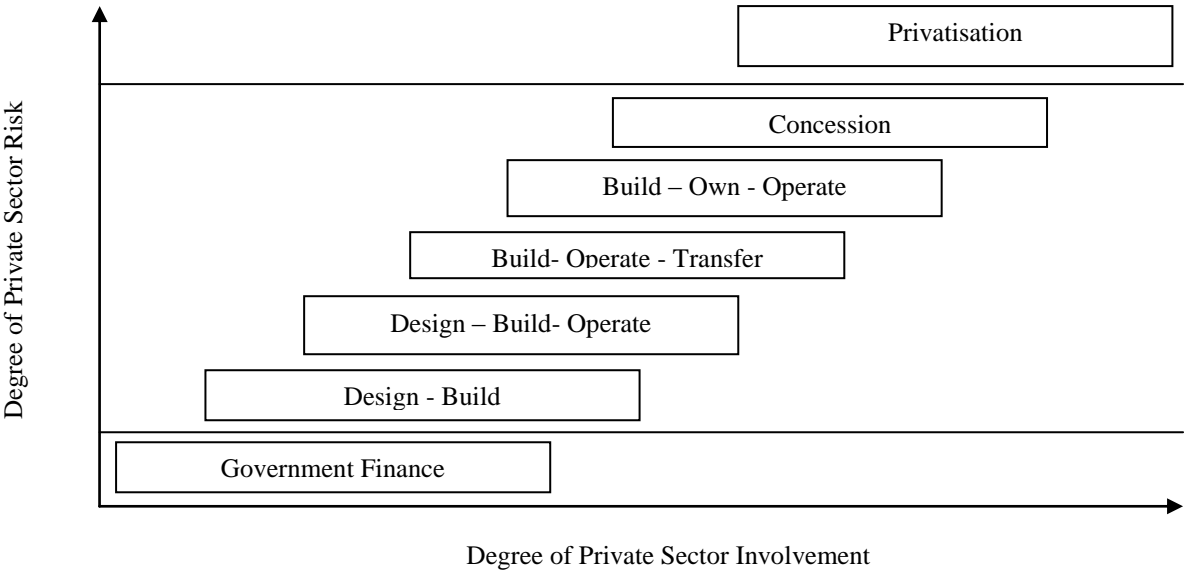 Privatisation
Concession
Build – Own - Operate
Build- Operate - Transfer
Design – Build- Operate
Design - Build
Government Finance
Degree of Private Sector Risk
Degree of Private Sector Involvement